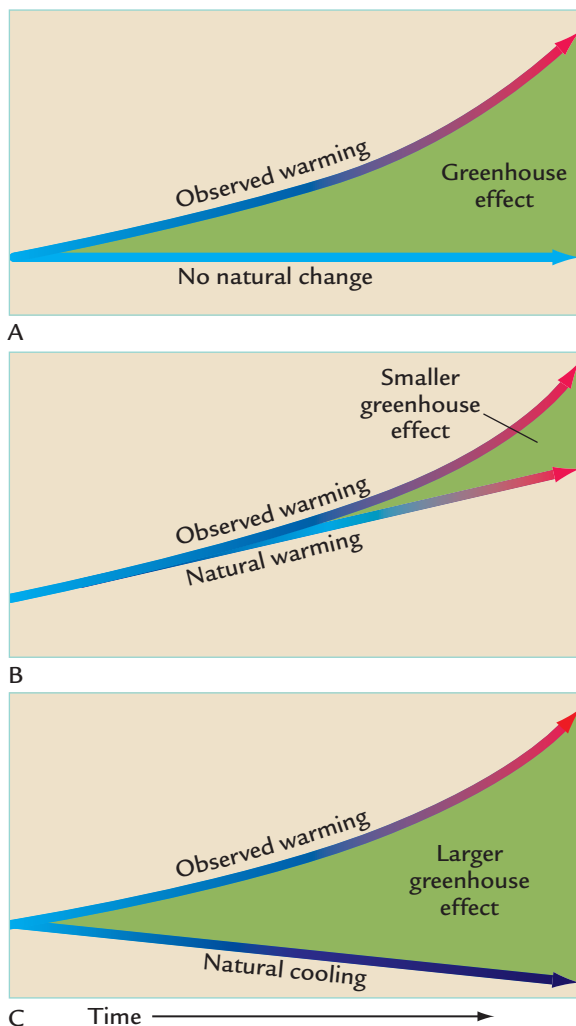 Observed warming
Greenhouse
effect
No natural change
A
Smaller
greenhouse
effect
Observed warming
Natural warming
B
Observed warming
Larger
greenhouse
effect
Natural cooling
C
Time